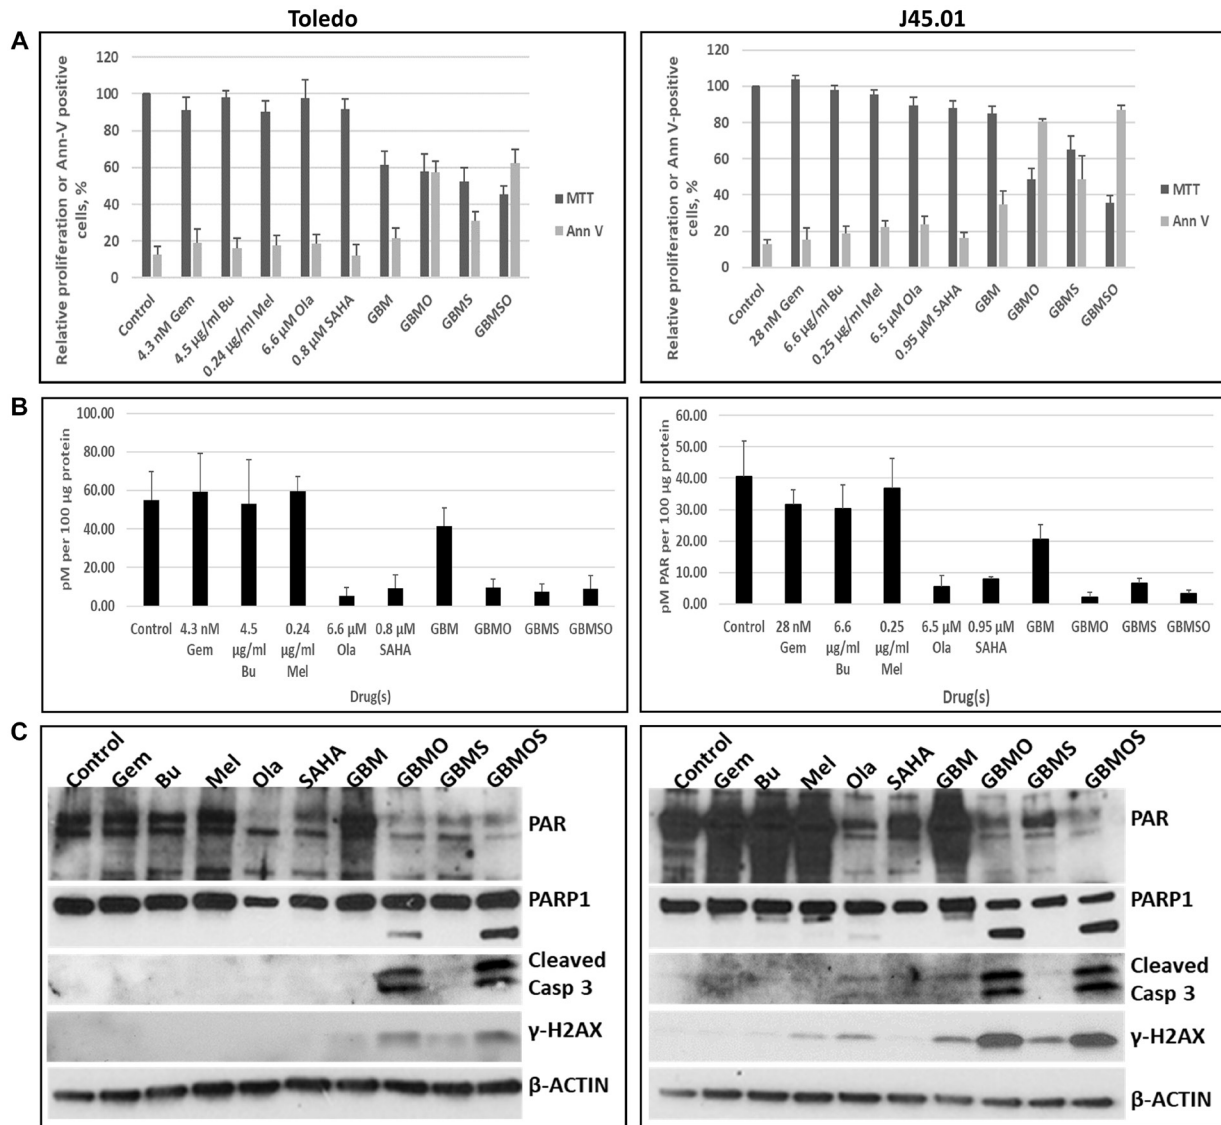 Toledo
J45.01
A
Relative proliferation or Ann-V positive
cells, %
120
100
80
60
40
20
0
Control
4.3 nM Gem
4.5 µg/ml Bu
0.24 µg/ml Mel
6.6 µM Ola
0.8 µM SAHA
GBM
GBMO
GBMS
GBMSO
MTT
Ann V
Relative proliferation or Ann V-positive
cells, %
120
100
80
60
40
20
0
Control
28 nM Gem
6.6 µg/ml Bu
0.25 µg/ml Mel
6.5 µM Ola
0.95 µM SAHA
GBM
GBMO
GBMS
GBMSO
MTT
Ann V
B
pM per 100 µg protein
100.00
80.00
60.00
40.00
20.00
0.00
Control 4.3 nM 4.5 0.24 6.6 µM 0.8 µM GBM GBMO GBMS GBMSO
Gem µg/ml µg/ml Ola SAHA
Bu Mel
Drug(s)
pM PAR per 100 µg protein
60.00
50.00
40.00
30.00
20.00
10.00
0.00
Control 28 nM 6.6 0.25 6.5 µM 0.95 µM GBM GBMO GBMS GBMSO
Gem µg/ml µg/ml Ola SAHA
Bu Mel
Drug(s)
C
Control Gem Bu Mel Ola SAHA GBM GBMO GBMS GBMOS
PAR
PARP1
Cleaved
Casp 3
γ-H2AX
β-ACTIN
Control Gem Bu Mel Ola SAHA GBM GBMO GBMS GBMOS
PAR
PARP1
Cleaved
Casp 3
γ-H2AX
β-ACTIN